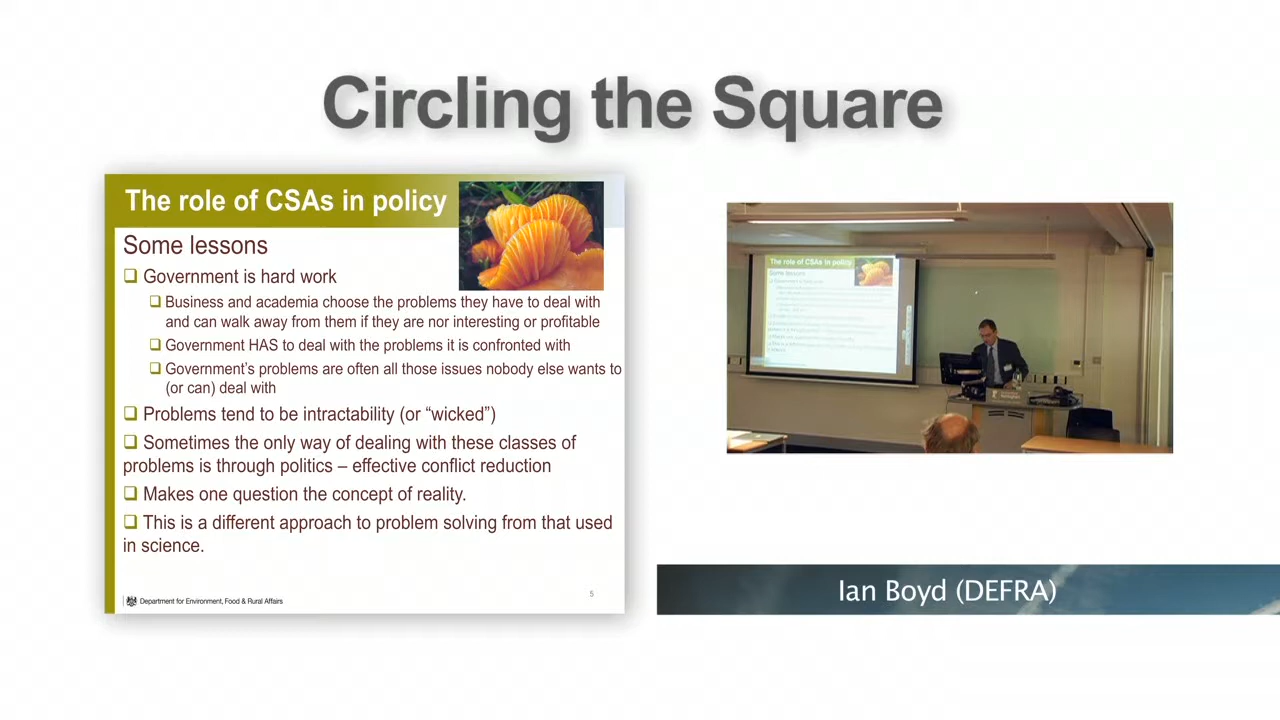 Circling the Square
The role of CSAs in policy
Some lessons
Government is hard work
Business and academia choose the problems they have to deal with
and can walk away from them if they are nor interesting or profitable
Government HAS to deal with the problems it is confronted with
Government's problems are often all those issues nobody else wants to
(or can) deal with
Problems tend to be intractability (or “wicked”)
Sometimes the only way of dealing with these classes of
problems is through politics – effective conflict reduction
Makes one question the concept of reality.
This is a different approach to problem solving from that used
in science.
Department for Environment, Food & Rural Affairs
5
The role of CSAs in policy
Some lessons
Ian Boyd (DEFRA)